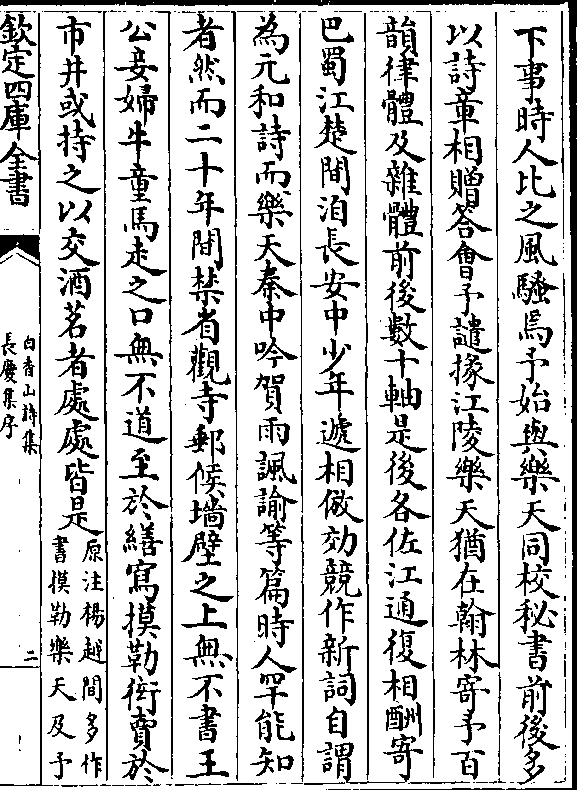 下事時人比之風騷焉予始與樂天同校秘書前後多
以詩章相贈答會予譴掾江陵樂天猶在翰林寄予百
韻律體及雜體前後數十軸是後各佐江通復相酬寄
巴蜀江楚間洎長安中少年遞相倣効競作新詞自謂
為元和詩而樂天秦中吟賀雨諷諭等篇時人罕能知
者然而二十年間禁省觀寺郵候墻壁之上無不書王
公妾婦牛童馬走之口無不道至於繕寫摸勒衒賣於
市井或持之以交酒茗者處處皆是
原注楊越間多作
書摸勒樂天及予
欽定四庫全書
白香山詩集
長慶集序
二